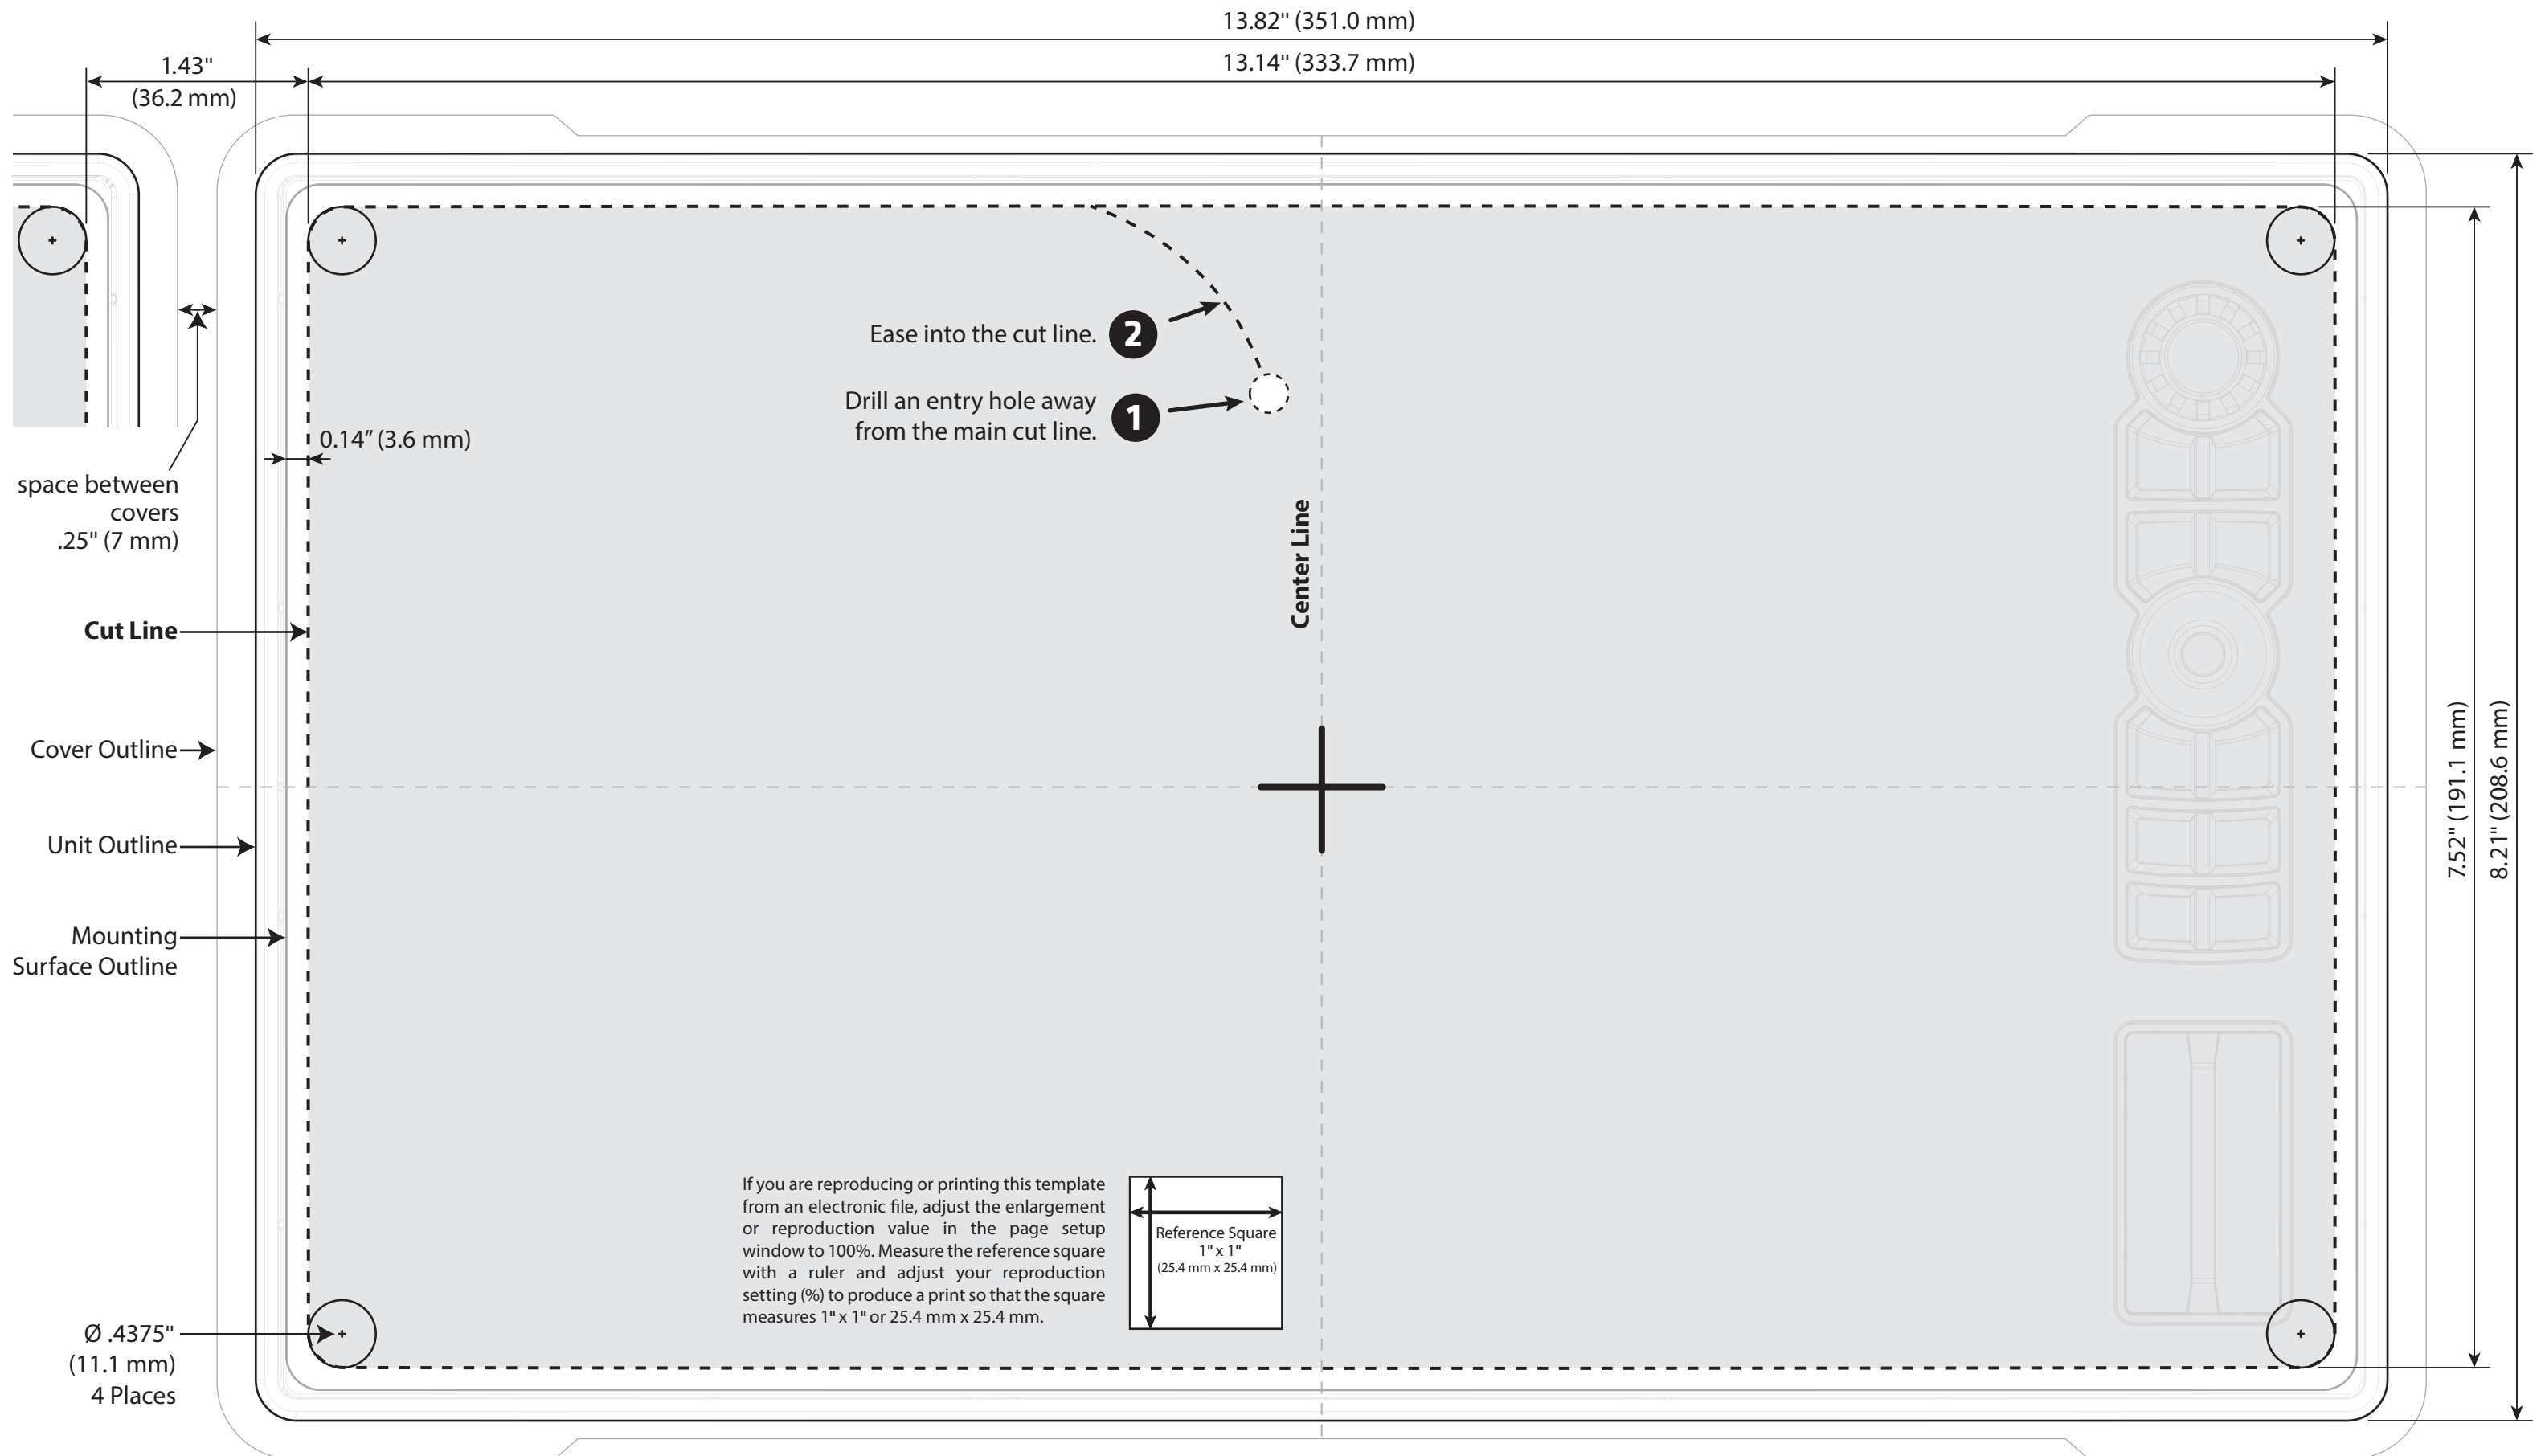 13.82" (351.0 mm)
13.14" (333.7 mm)
1.43"
(36.2 mm)
Ease into the cut line.
2
Drill an entry hole away
from the main cut line.
1
0.14” (3.6 mm)
space between
covers
.25" (7 mm)
Center Line
Cut Line
Cover Outline
Unit Outline
Mounting
Surface Outline
7.52" (191.1 mm)
8.21" (208.6 mm)
If you are reproducing or printing this template
from an electronic file, adjust the enlargement
or reproduction value in the page setup
window to 100%. Measure the reference square
with a ruler and adjust your reproduction
setting (%) to produce a print so that the square
measures 1" x 1" or 25.4 mm x 25.4 mm.
Reference Square
1" x 1"
(25.4 mm x 25.4 mm)
Ø .4375"
(11.1 mm)
4 Places